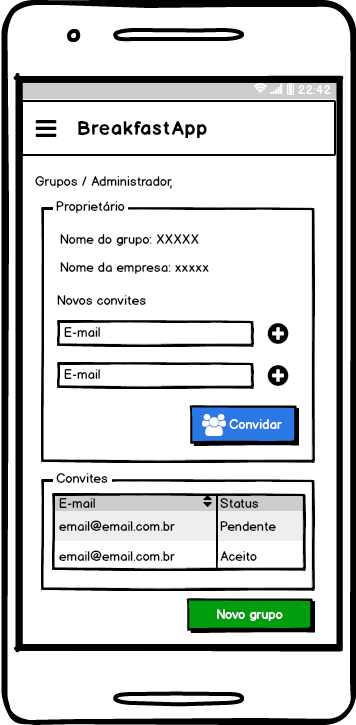 22:42
BreakfastApp
Grupos / Administrador,
Proprietário
Nome do grupo: XXXXX
Nome da empresa: xxxxx
Novos convites
E-mail
E-mail
Convidar
Convites
E-mail Status
email@email.com.br Pendente
email@email.com.br Aceito
Novo grupo